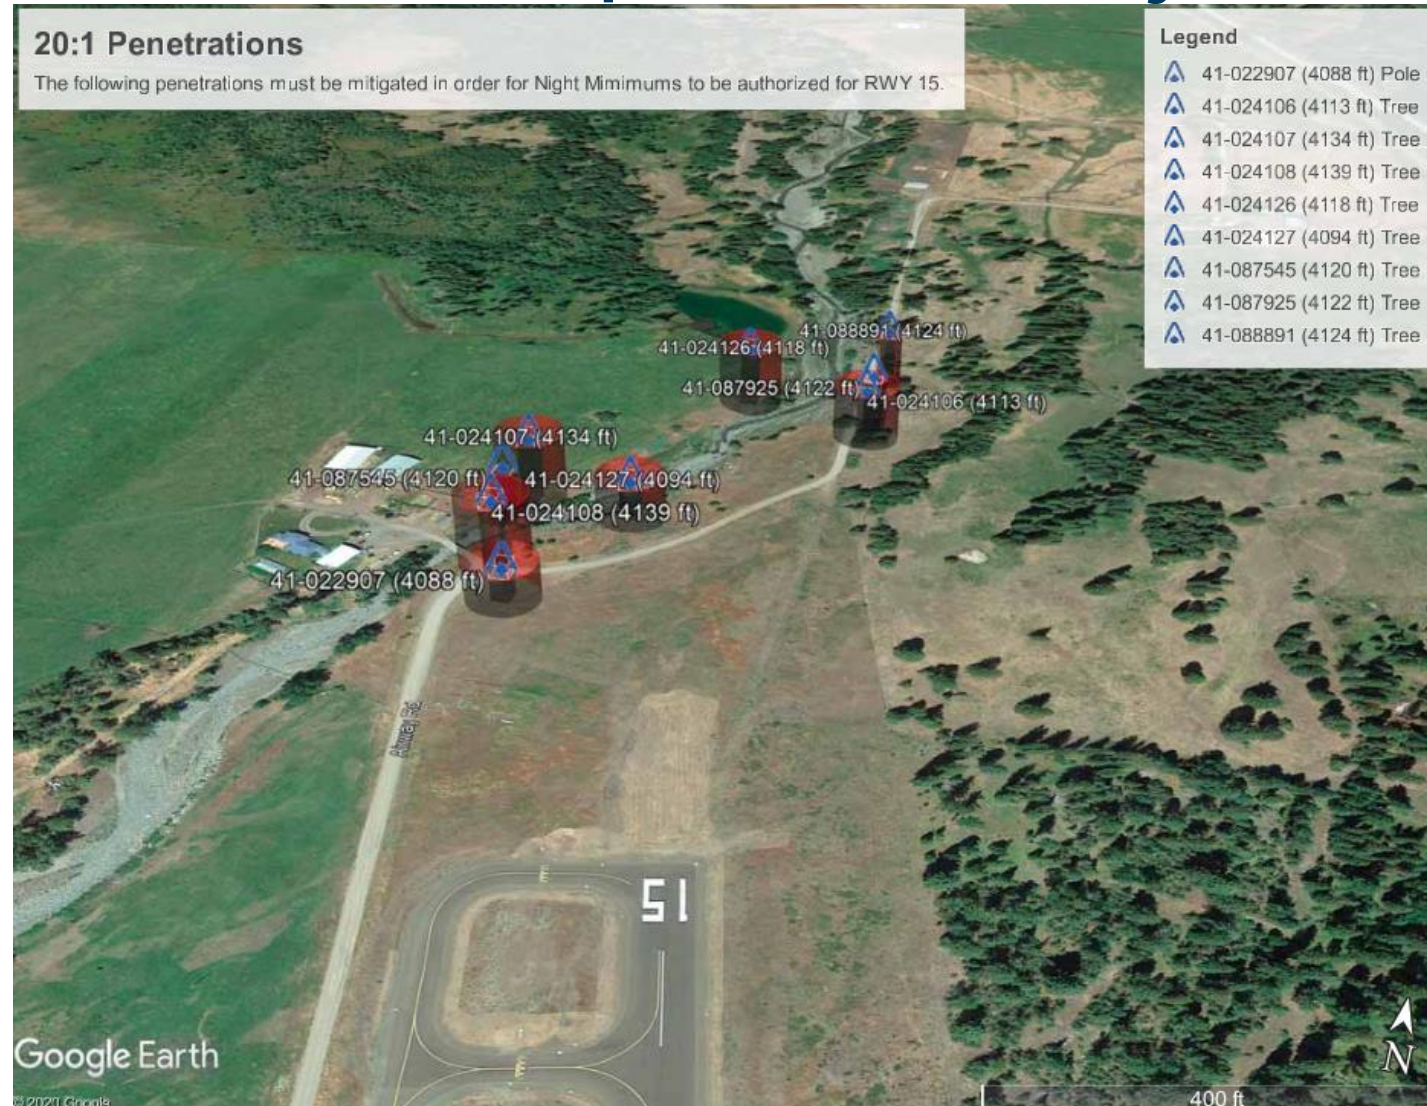 20:1 Penetrations
The following penetrations must be mitigated in order for Night Mimimums to be authorized for RWY 15.
Legend
41-022907 (4088 ft) Pole
41-024106 (4113 ft) Tree
41-024107 (4134 ft) Tree
41-024108 (4139 ft) Tree
41-024126 (4118 ft) Tree
41-024127 (4094 ft) Tree
41-087545 (4120 ft) Tree
41-087925 (4122 ft) Tree
41-088891 (4124 ft) Tree
41-088891 (4124 ft)
41-024126 (4118 ft)
41-087925 (4122 ft)
41-024106 (4113 ft)
41-024107 (4134 ft)
41-087545 (4120 ft)
41-024127 (4094 ft)
41-024108 (4139 ft)
41-022907 (4088 ft)
Rd
15
Google Earth
© 2020 Google
N
400 ft